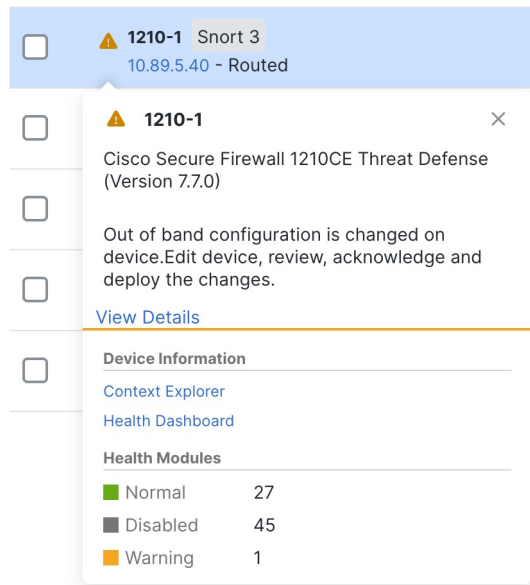 1210-1 Snort 3
10.89.5.40 - Routed
1210-1
Cisco Secure Firewall 1210CE Threat Defense
(Version 7.7.0)
Out of band configuration is changed on
device.Edit device, review, acknowledge and
deploy the changes.
View Details
Device Information
Context Explorer
Health Dashboard
Health Modules
Normal 27
Disabled 45
Warning 1